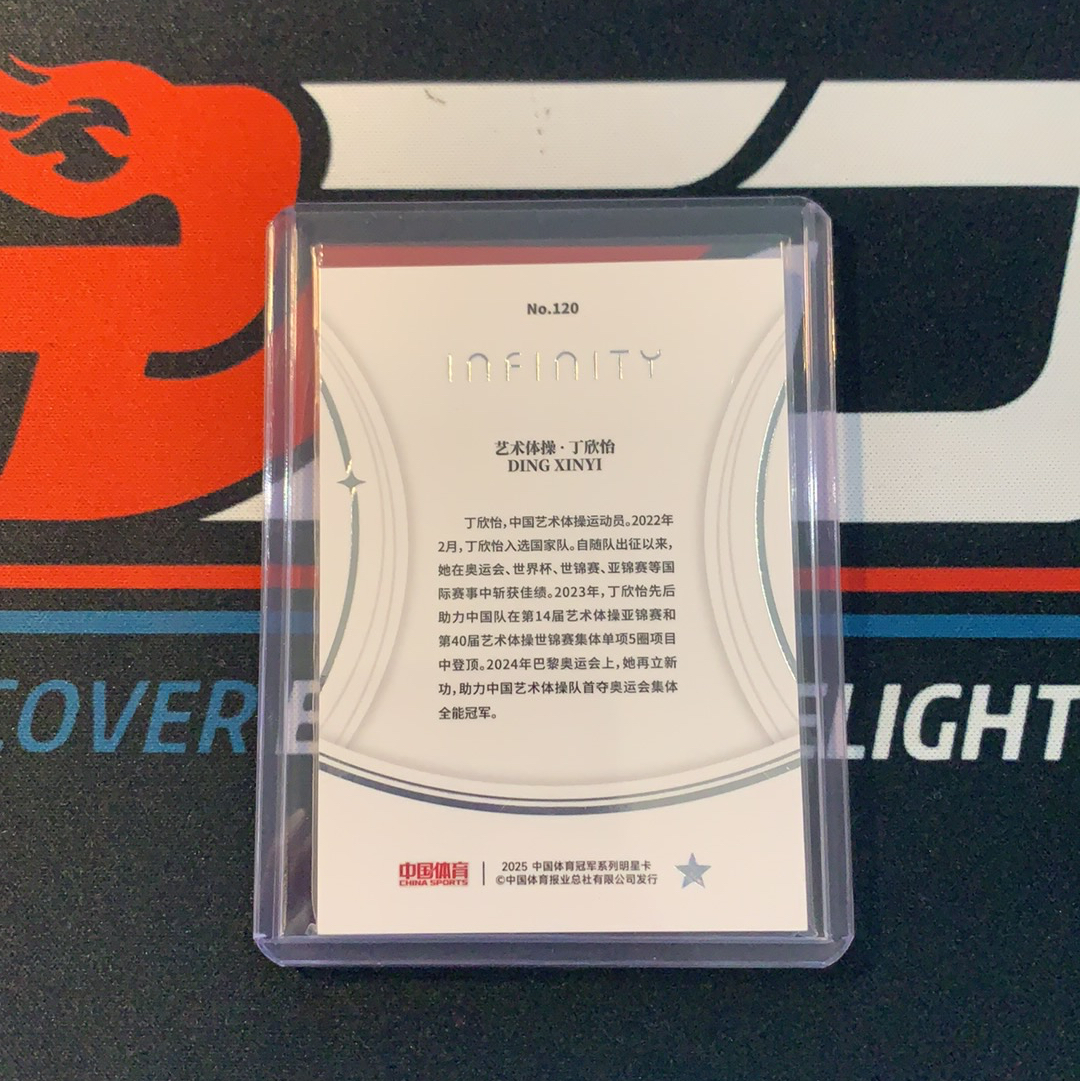 No.120
INFINITY
艺术体操·丁欣怡
DING XINYI
丁欣怡,中国艺术体操运动员。2022年
2月,丁欣怡入选国家队。自随队出征以来,
她在奥运会、世界杯、世锦赛、亚锦赛等国
际赛事中斩获佳绩。2023年,丁欣怡先后
助力中国队在第14届艺术体操亚锦赛和
第40届艺术体操世锦赛集体单项5圈项目
中登顶。2024年巴黎奥运会上,她再立新
功,助力中国艺术体操队首夺奥运会集体
全能冠军。
COVER E ELIGHT
中国体育
CHINA SPORTS
2025 中国体育冠军系列明星卡
©中国体育报业总社有限公司发行